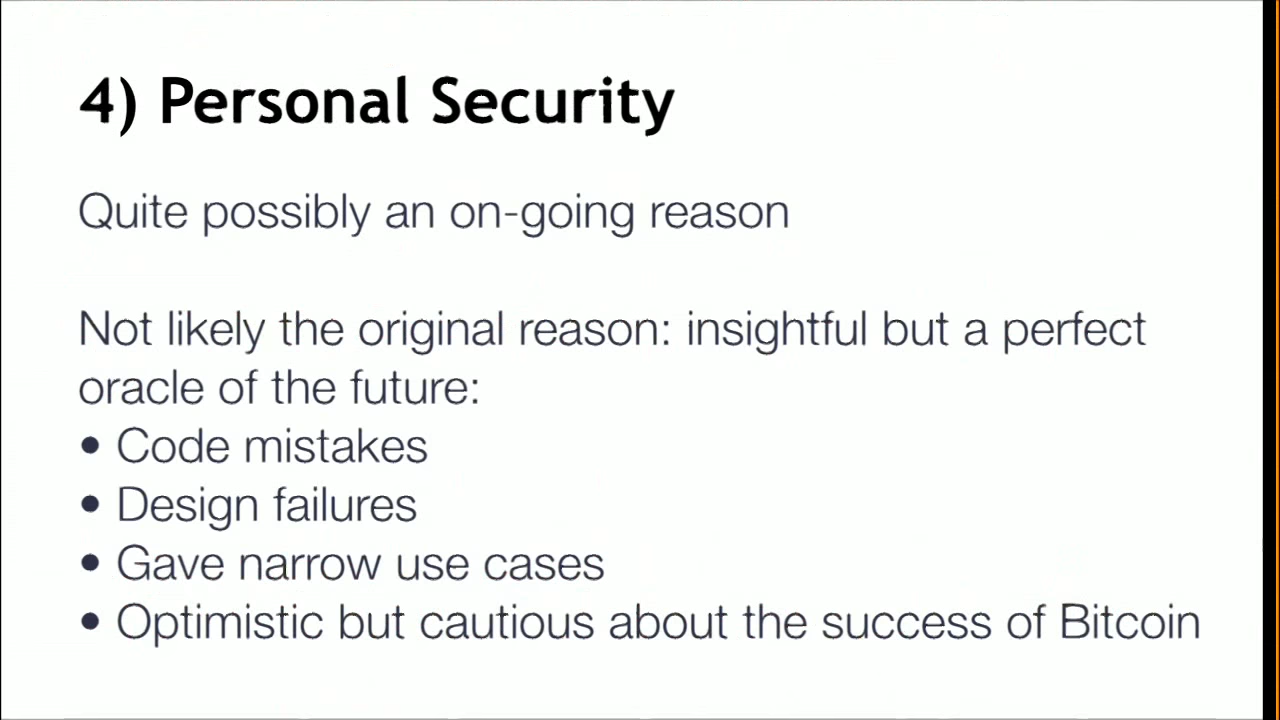 4) Personal Security
Quite possibly an on-going reason
Not likely the original reason: insightful but a perfect
oracle of the future:
• Code mistakes
• Design failures
• Gave narrow use cases
• Optimistic but cautious about the success of Bitcoin